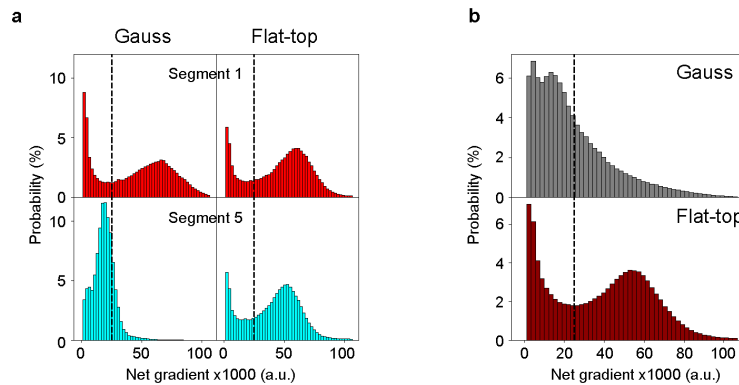 a
b
Gauss
Flat-top
Segment 1
10
5
0
Segment 5
10
5
0
0
50
100
0
50
100
Probability (%)
Net gradient x1000 (a.u.)
Gauss
6
4
2
0
Flat-top
6
4
2
0
0
20
40
60
80
100
Probability (%)
Net gradient x1000 (a.u.)